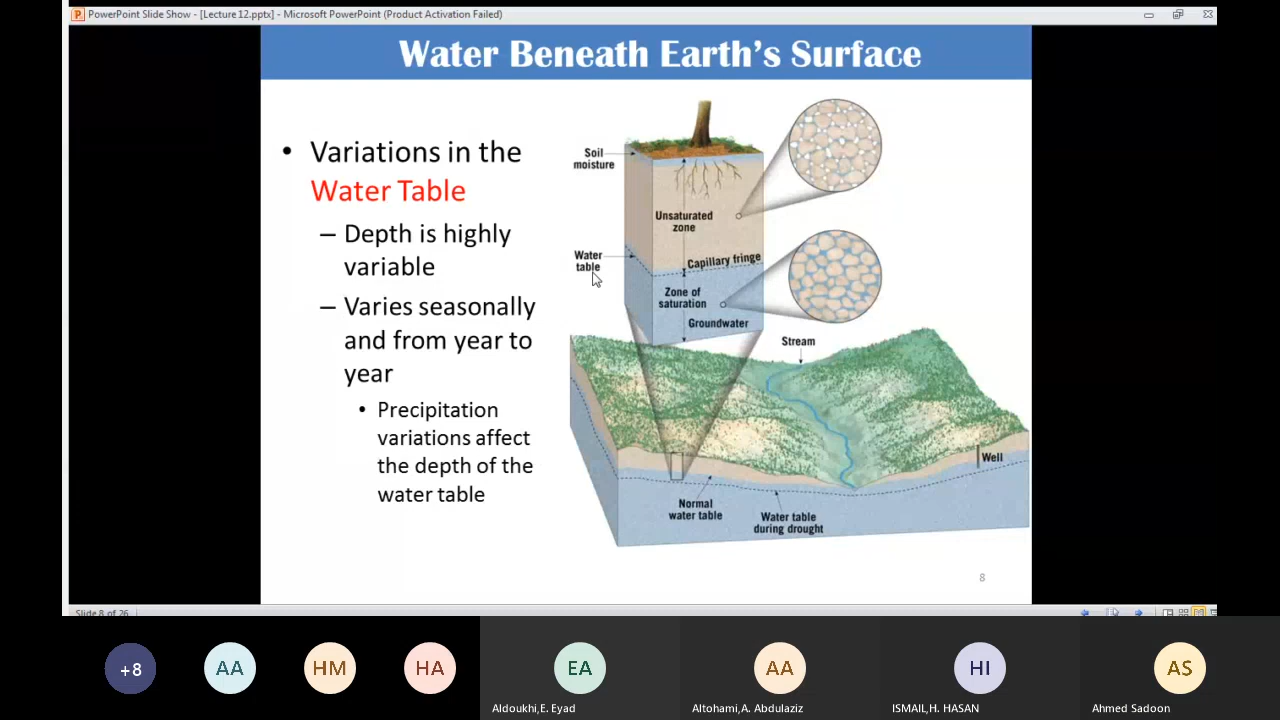 PowerPoint Slide Show - [Lecture 12.pptx] - Microsoft PowerPoint (Product Activation Failed)
Water Beneath Earth's Surface
• Variations in the
Water Table
– Depth is highly
variable
– Varies seasonally
and from year to
year
• Precipitation
variations affect
the depth of the
water table
Soil
moisture
Unsaturated
zone
Water
table
Capillary fringe
Zone of
saturation
Groundwater
Stream
Well
Normal
water table
Water table
during drought
8
Slide 8 of 26
+8
AA
HM
HA
EA
AA
HI
AS
Aldoukhi,E. Eyad
Altohami,A. Abdulaziz
ISMAIL,H. HASAN
Ahmed Sadoon